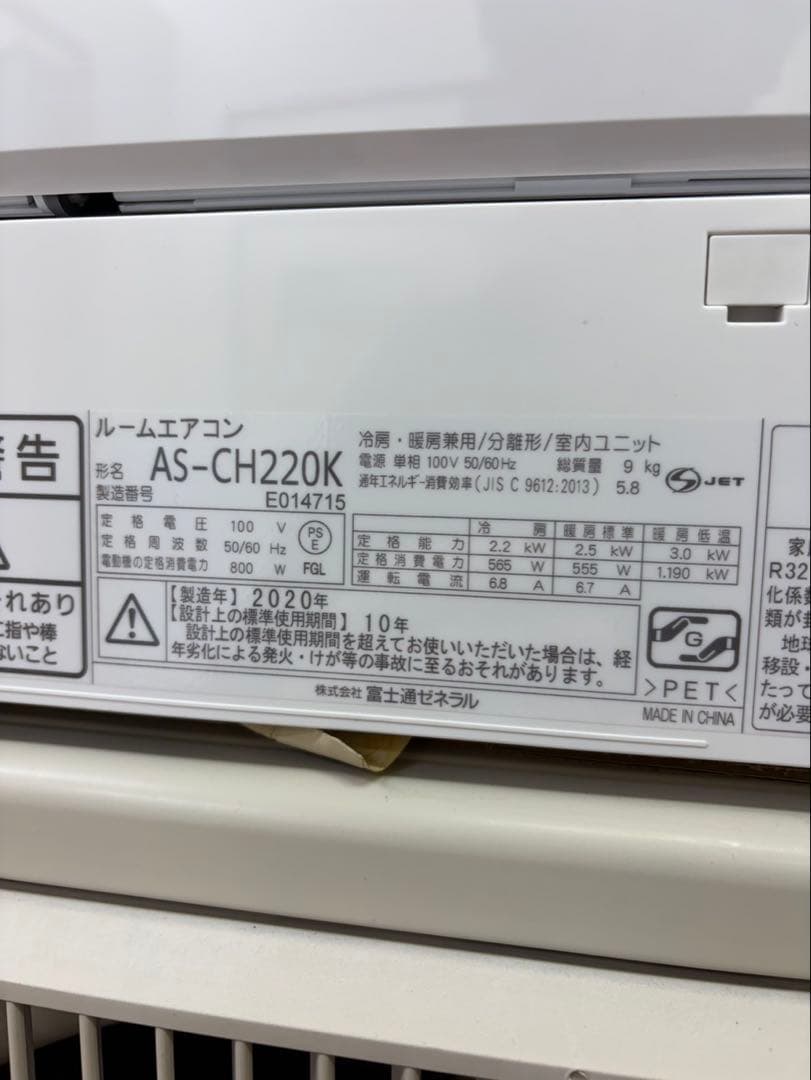 警告
れあり
に指や棒
ないこと
ルームエアコン
形名 AS-CH220K
製造番号
E014715
冷房・暖房兼用/分離形/室内ユニット
電源 単相 100V 50/60Hz 総質量 9 kg
通年エネルギー消費効率(JIS C 9612:2013) 5.8
JET
定格電圧 100 V
定格周波数 50/60 Hz
電動機の定格消費電力 800 W
PS
E
FGL
冷房 暖房標準 暖房低温
定格能力 2.2 kW 2.5 kW 3.0 kW
定格消費電力 565 W 555 W 1.190 kW
運転電流 6.8 A 6.7 A
【製造年】2020年
【設計上の標準使用期間】10年
設計上の標準使用期間を超えてお使いいただいた場合は、経
年劣化による発火・けが等の事故に至るおそれがあります。
G
>PET<
株式会社 富士通ゼネラル
MADE IN CHINA
家庭
R32
化係数
類が封
地球
移設・
たって
が必要